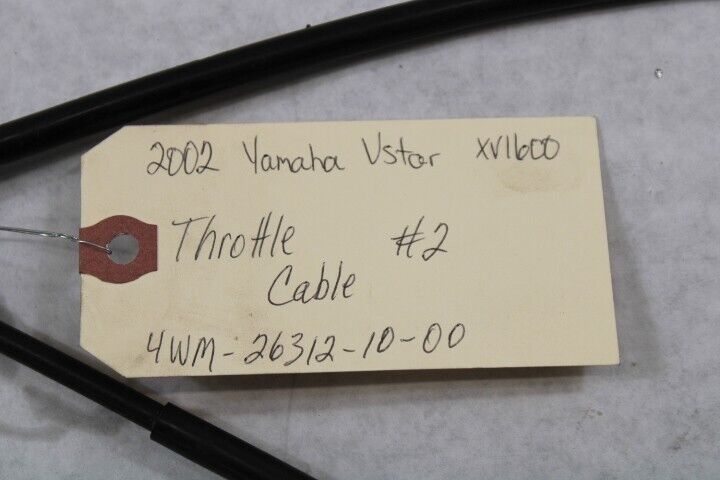 2002 Yamaha Vstar XV1600
Throttle #2
Cable
4WM-26312-10-00